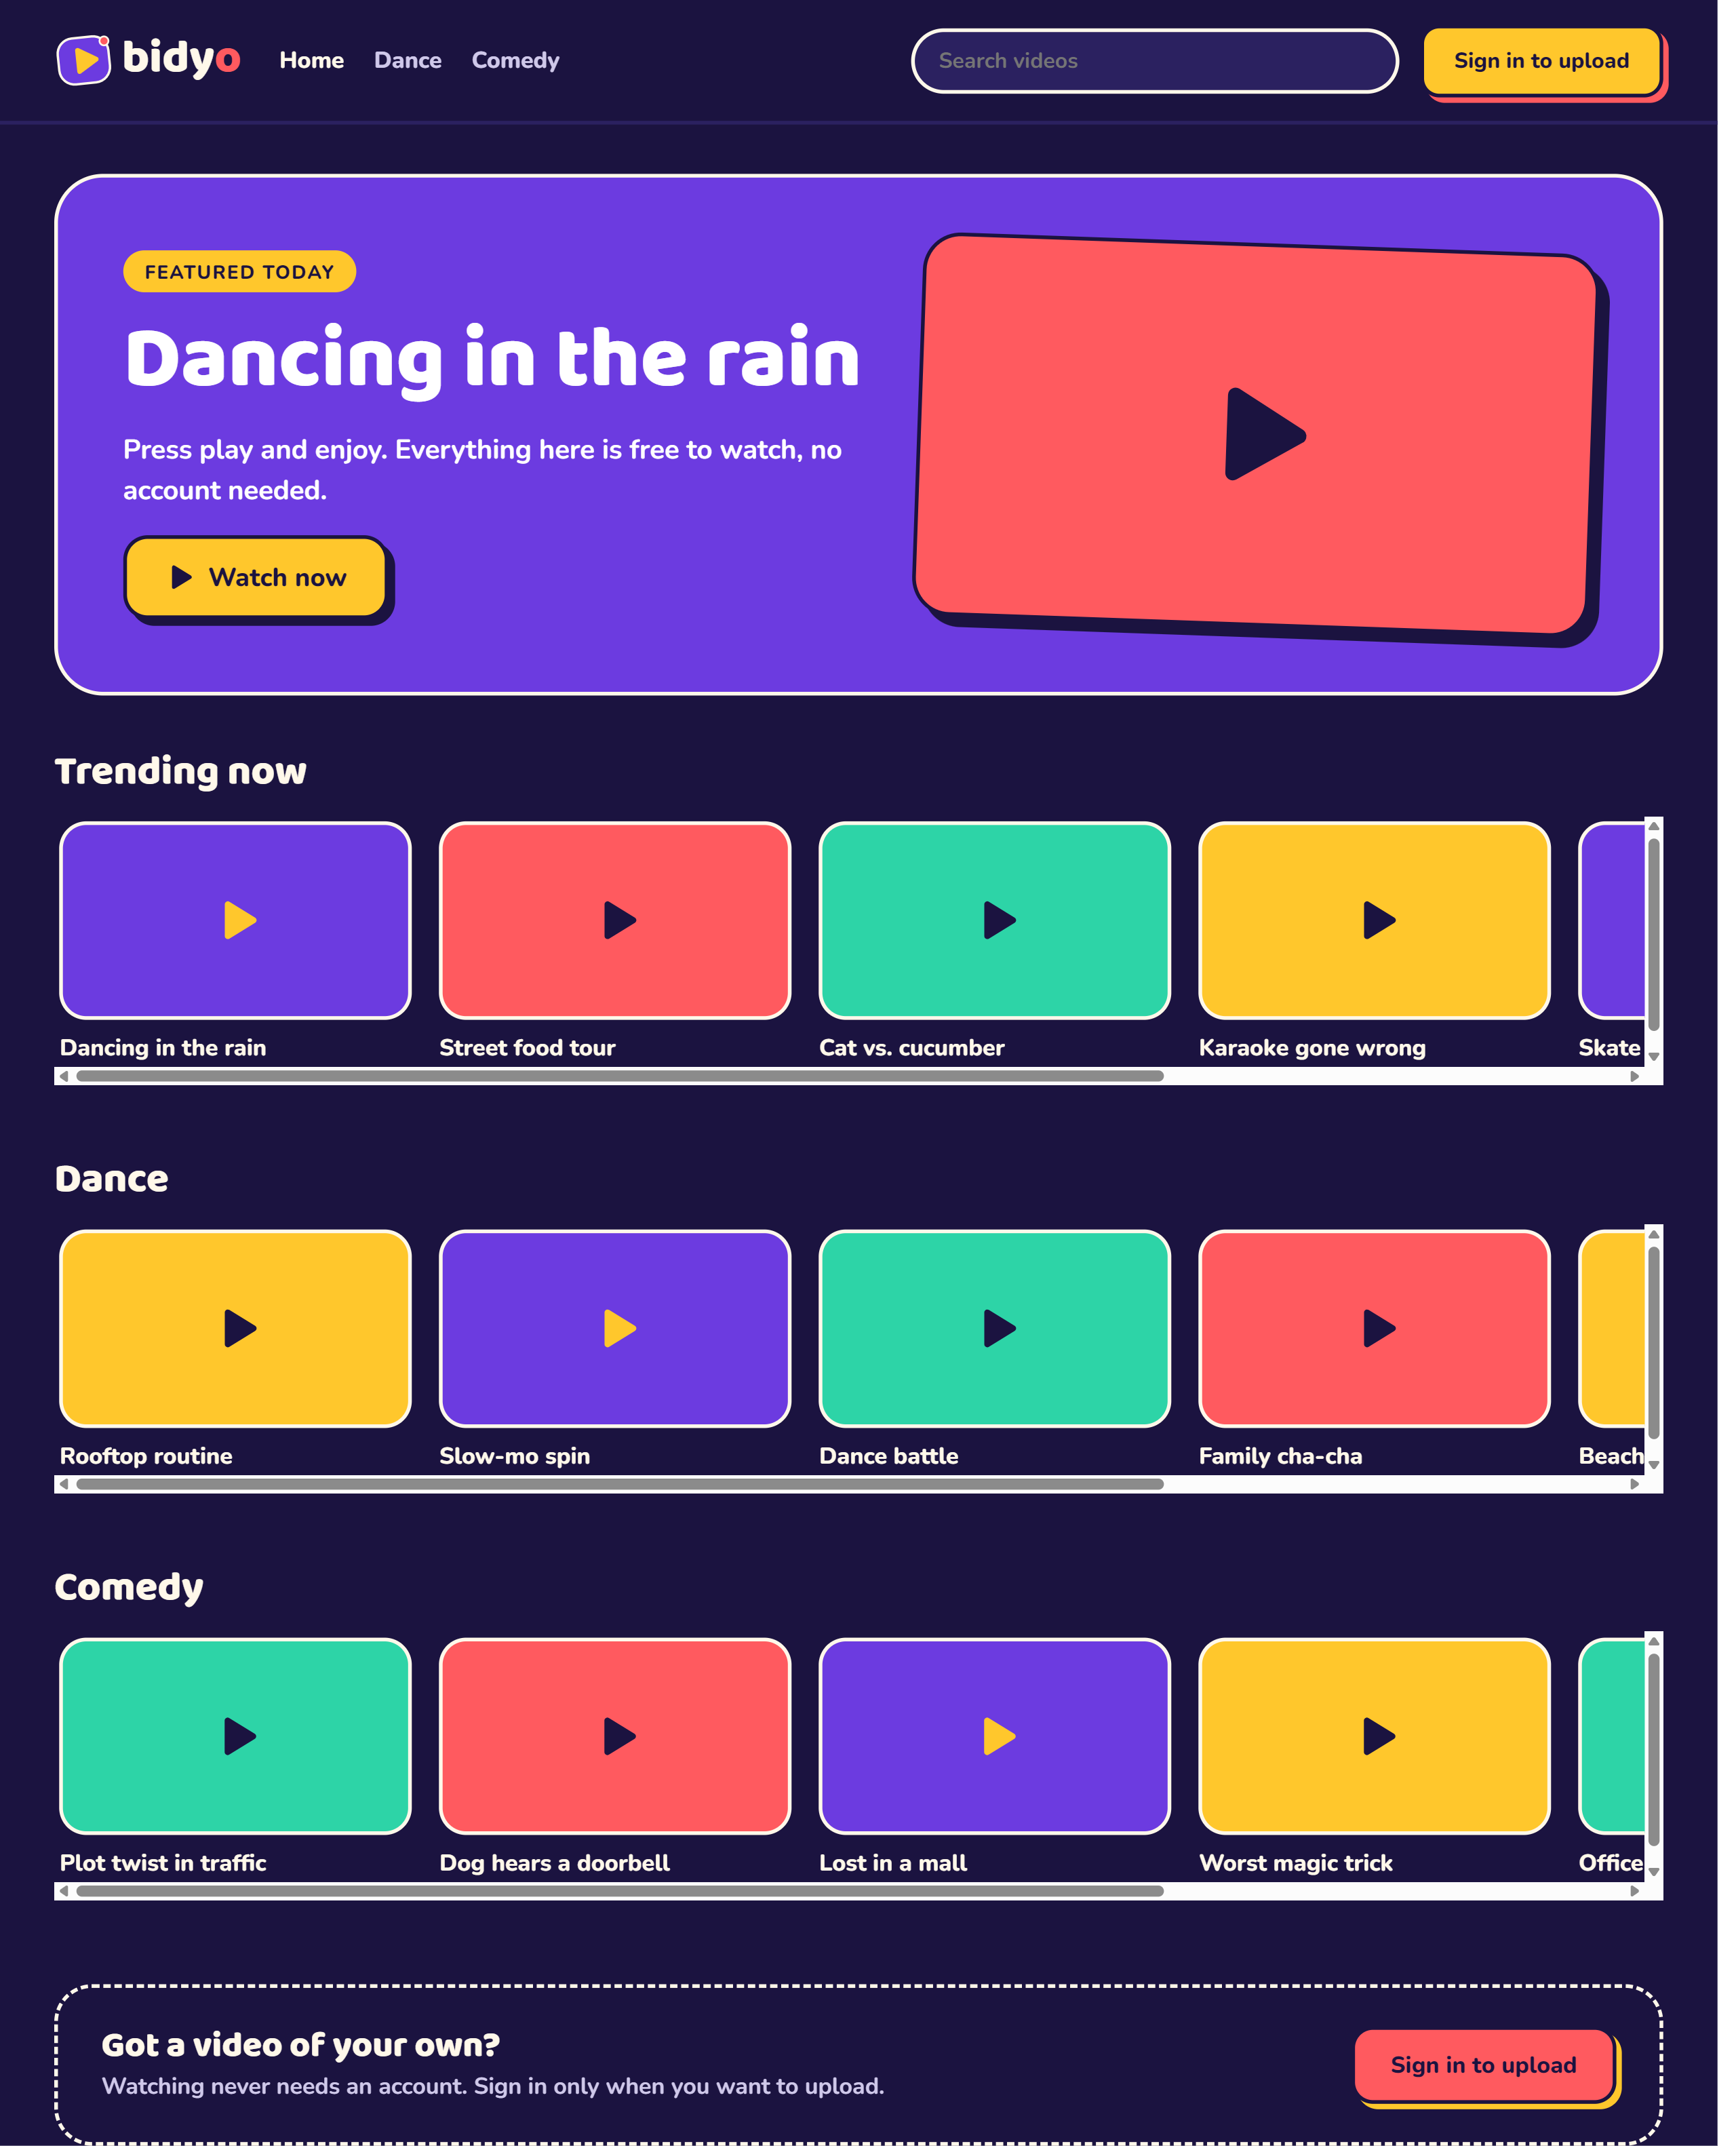 bidyo
Home Dance Comedy
Search videos
Sign in to upload
FEATURED TODAY
Dancing in the rain
Press play and enjoy. Everything here is free to watch, no
account needed.
Watch now
Trending now
Dancing in the rain
Street food tour
Cat vs. cucumber
Karaoke gone wrong
Skate
Dance
Rooftop routine
Slow-mo spin
Dance battle
Family cha-cha
Beach
Comedy
Plot twist in traffic
Dog hears a doorbell
Lost in a mall
Worst magic trick
Office
Got a video of your own?
Watching never needs an account. Sign in only when you want to upload.
Sign in to upload